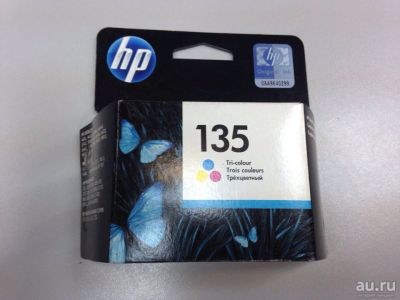 hp
135
Tri-colour
Trois couleurs
Трёхцветный
au.ru